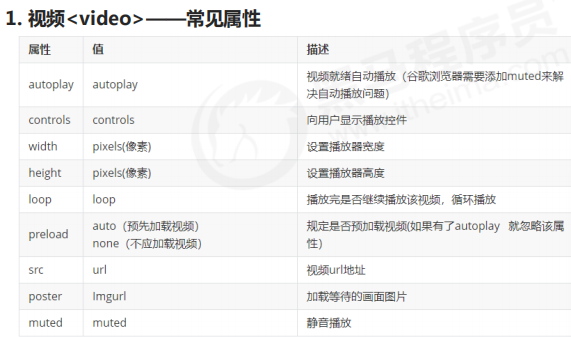 1. 视频<video>——常见属性
属性 值 描述
autoplay autoplay 视频就绪自动播放（谷歌浏览器需要添加muted来解
决自动播放问题）
controls controls 向用户显示播放控件
width pixels(像素) 设置播放器宽度
height pixels(像素) 设置播放器高度
loop loop 播放完是否继续播放该视频，循环播放
preload auto（预先加载视频）
none（不应加载视频） 规定是否预加载视频(如果有了autoplay 就忽略该属
性)
src url 视频url地址
poster Imgurl 加载等待的画面图片
muted muted 静音播放
黑马程序员
www.itheima.com